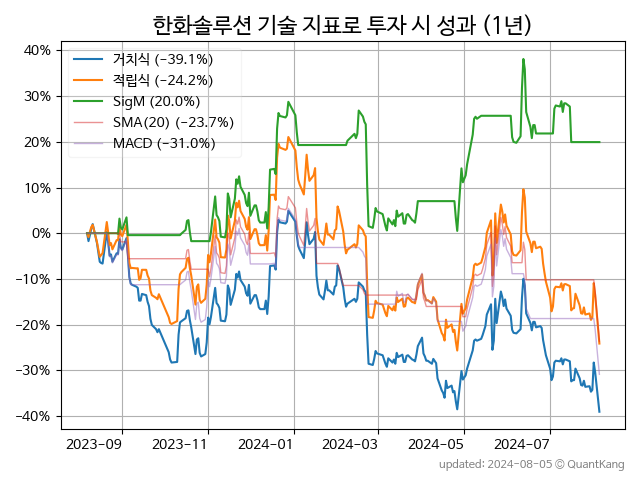 한화솔루션 기술 지표로 투자 시 성과 (1년)
40%
30%
20%
10%
0%
−10%
−20%
−30%
−40%
거치식 (−39.1%)
적립식 (−24.2%)
SigM (20.0%)
SMA(20) (−23.7%)
MACD (−31.0%)
2023-09 2023-11 2024-01 2024-03 2024-05 2024-07
updated: 2024-08-05 ⓒ QuantKang